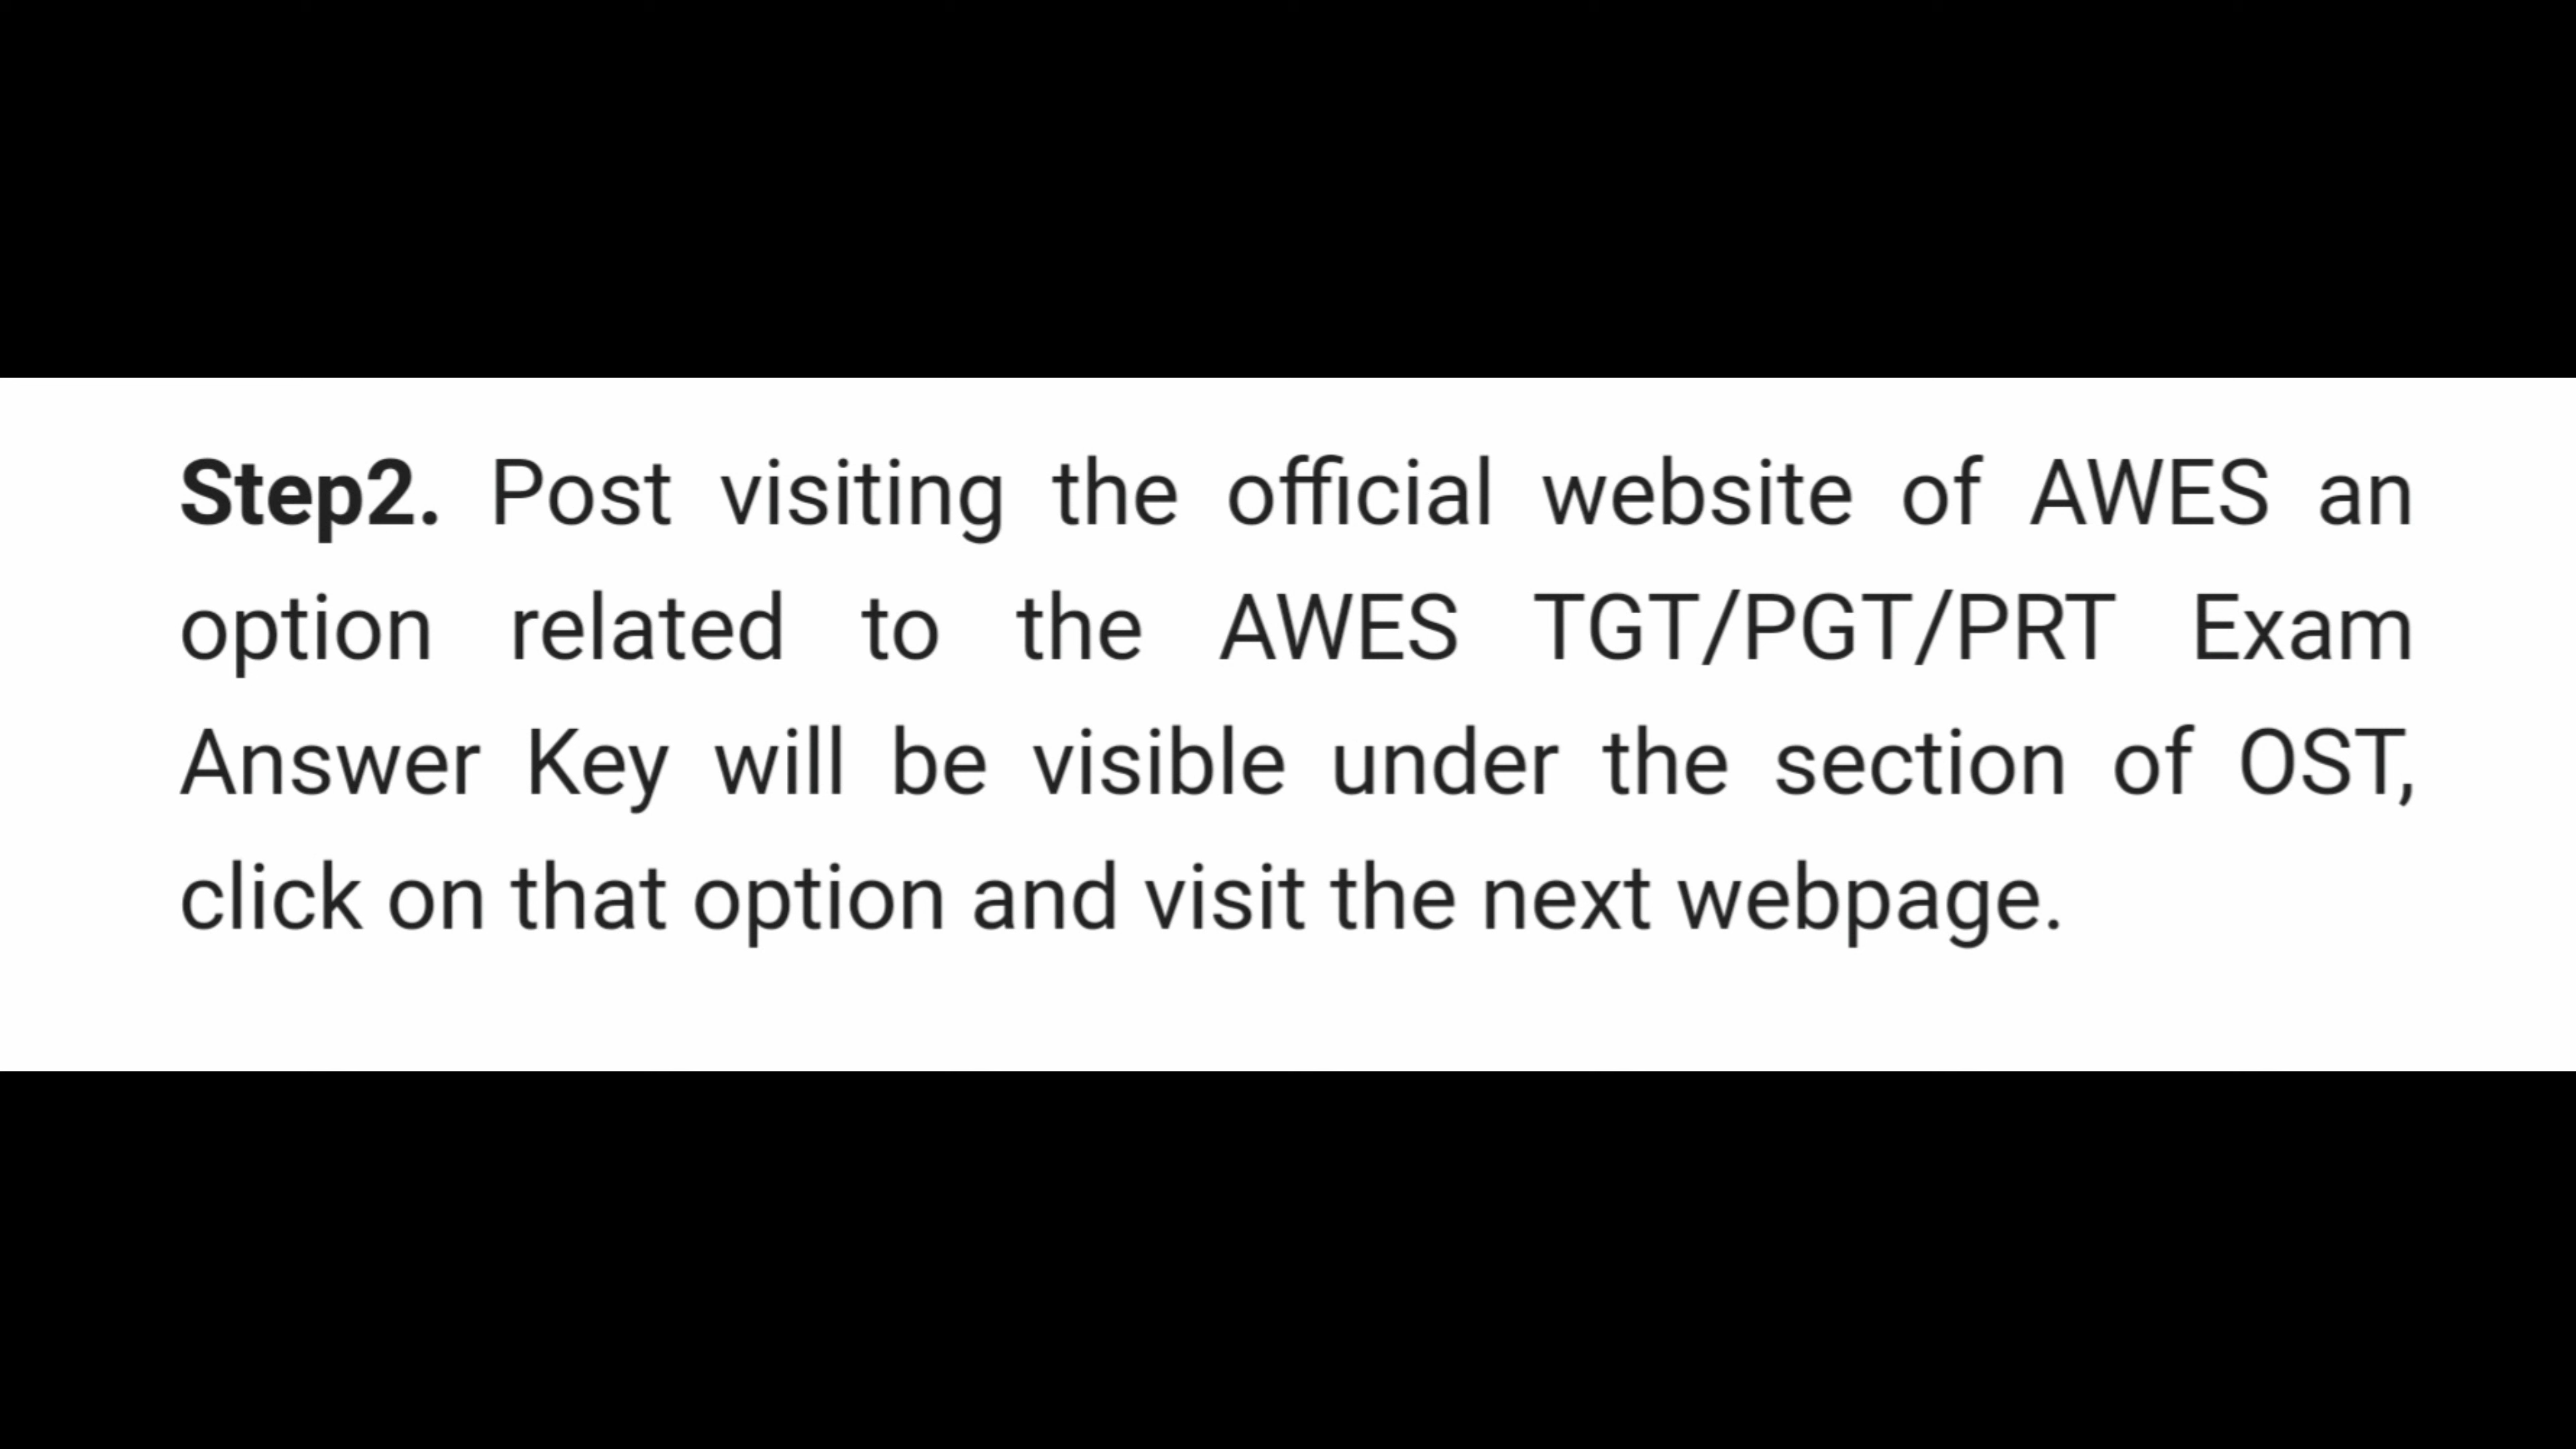 Step2. Post visiting the official website of AWES an
option related to the AWES TGT/PGT/PRT Exam
Answer Key will be visible under the section of OST,
click on that option and visit the next webpage.